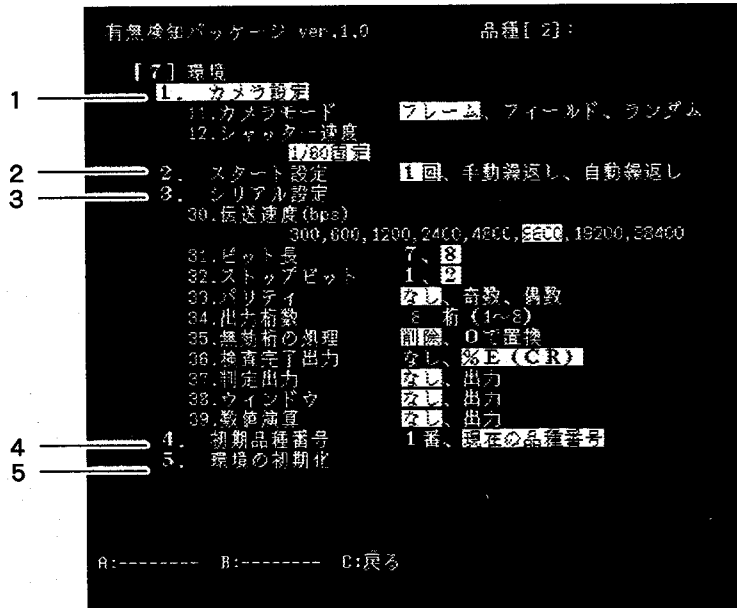 有無検知パッケージ ver.1.0 品種[ 2]:
[7] 環境
1. カメラ設定
11.カメラモード フレーム、フィールド、ランダム
12.シャッター速度
1/60固定
2. スタート設定 1回、手動繰返し、自動繰返し
3. シリアル設定
30.伝送速度(bps)
300,600,1200,2400,4800,9600,19200,38400
31.ビット長 7、8
32.ストップビット 1、2
33.パリティ なし、奇数、偶数
34.出力桁数 8 桁(1~8)
35.無効桁の処理 削除、0で置換
36.検査完了出力 なし、%E(CR)
37.判定出力 なし、出力
38.ウィンドウ なし、出力
39.数値演算 なし、出力
4. 初期品種番号 1番、現在の品種番号
5. 環境の初期化
A:-------- B:-------- C:戻る
1
2
3
4
5